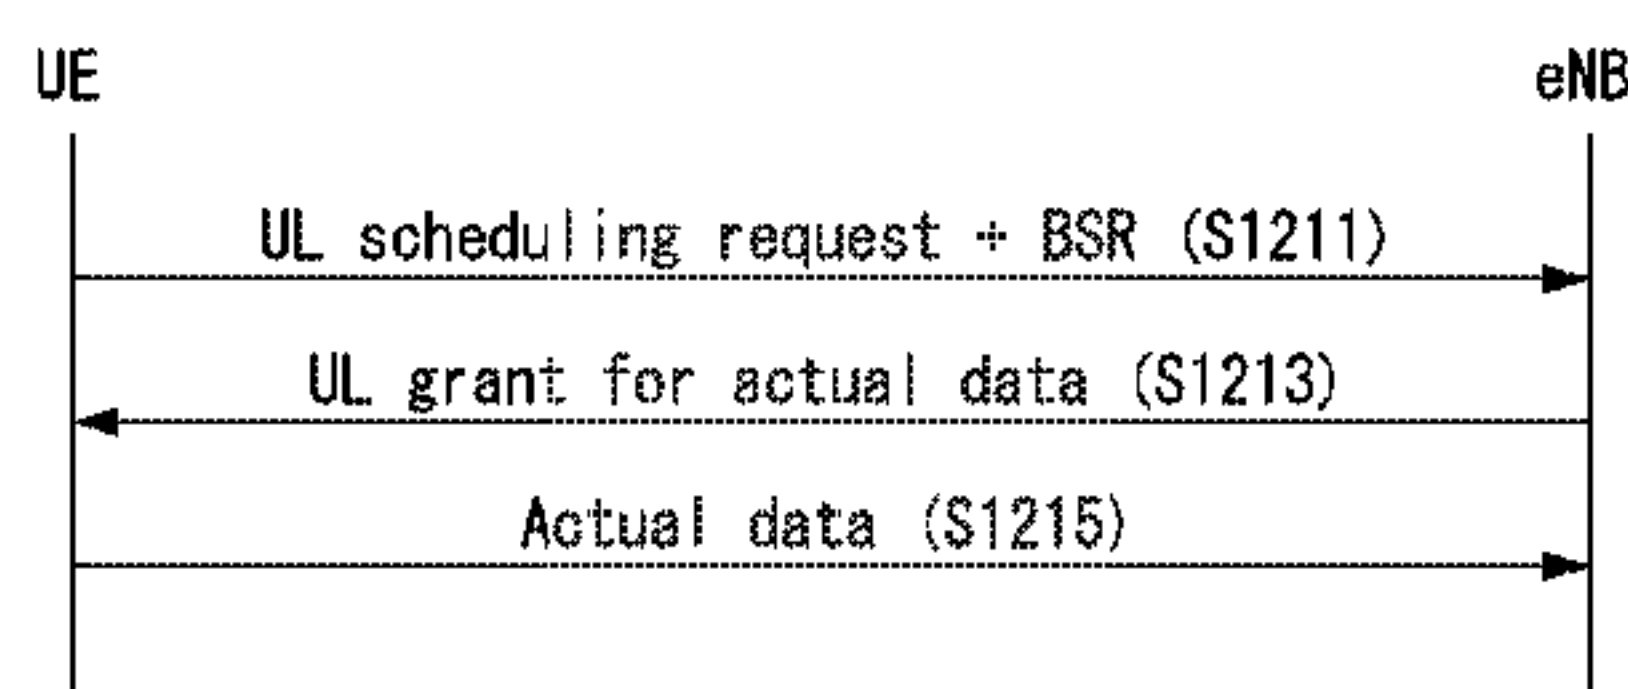 UE eNB
UL scheduling request + BSR (S1211)
UL grant for actual data (S1213)
Actual data (S1215)